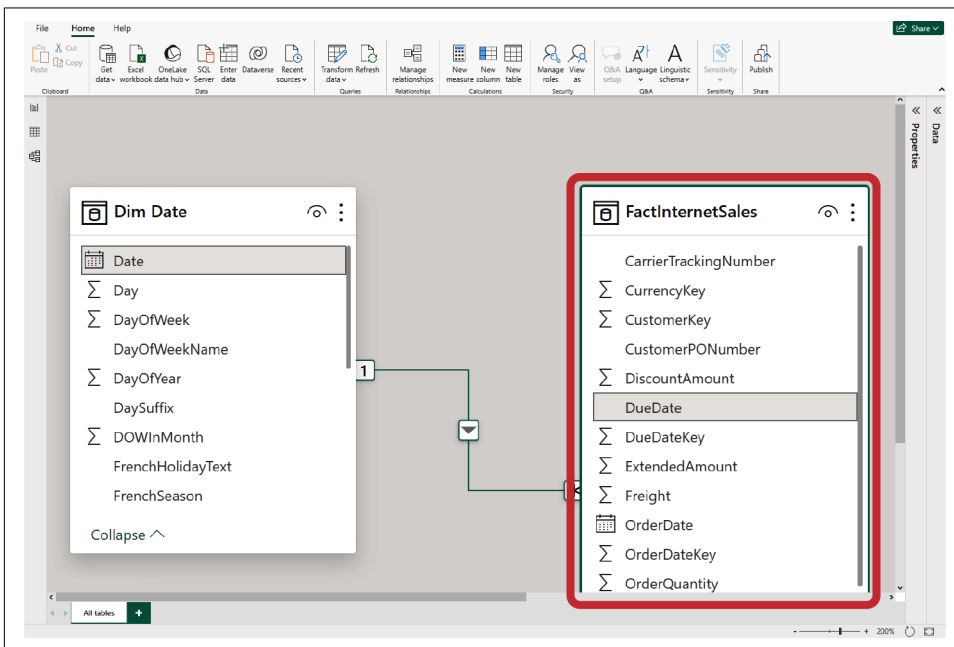 File Home Help
Share
Paste
Cut
Copy
Get data
Excel workbook
OneLake data hub
SQL Server
Enter data
Dataverse
Recent sources
Transform data
Refresh
Manage relationships
New measure
New column
New table
Manage roles
View as
Q&A setup
Language
Linguistic schema
Sensitivity
Publish
Clipboard
Data
Queries
Relationships
Calculations
Security
Q&A
Sensitivity
Share
Properties
Data
Dim Date
Date
Day
DayOfWeek
DayOfWeekName
DayOfYear
DaySuffix
DOWInMonth
FrenchHolidayText
FrenchSeason
Collapse
1
FactInternetSales
CarrierTrackingNumber
CurrencyKey
CustomerKey
CustomerPONumber
DiscountAmount
DueDate
DueDateKey
ExtendedAmount
Freight
OrderDate
OrderDateKey
OrderQuantity
All tables
+
- + 200%